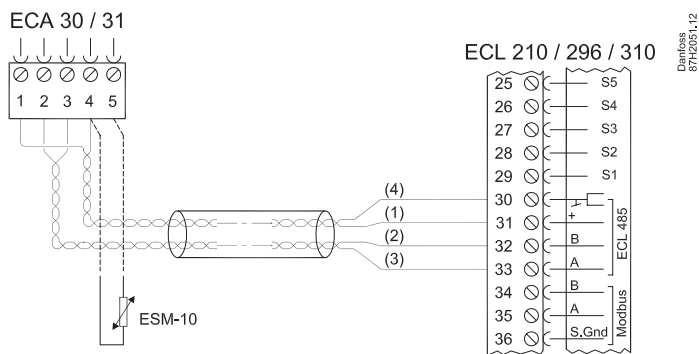 ECA 30 / 31
1 2 3 4 5
ESM-10
(4)
(1)
(2)
(3)
ECL 210 / 296 / 310
25 S5
26 S4
27 S3
28 S2
29 S1
30
31 +
32 B
33 A
ECL 485
34 B
35 A
36 S.Gnd
Modbus
Danfoss
87H2051.12